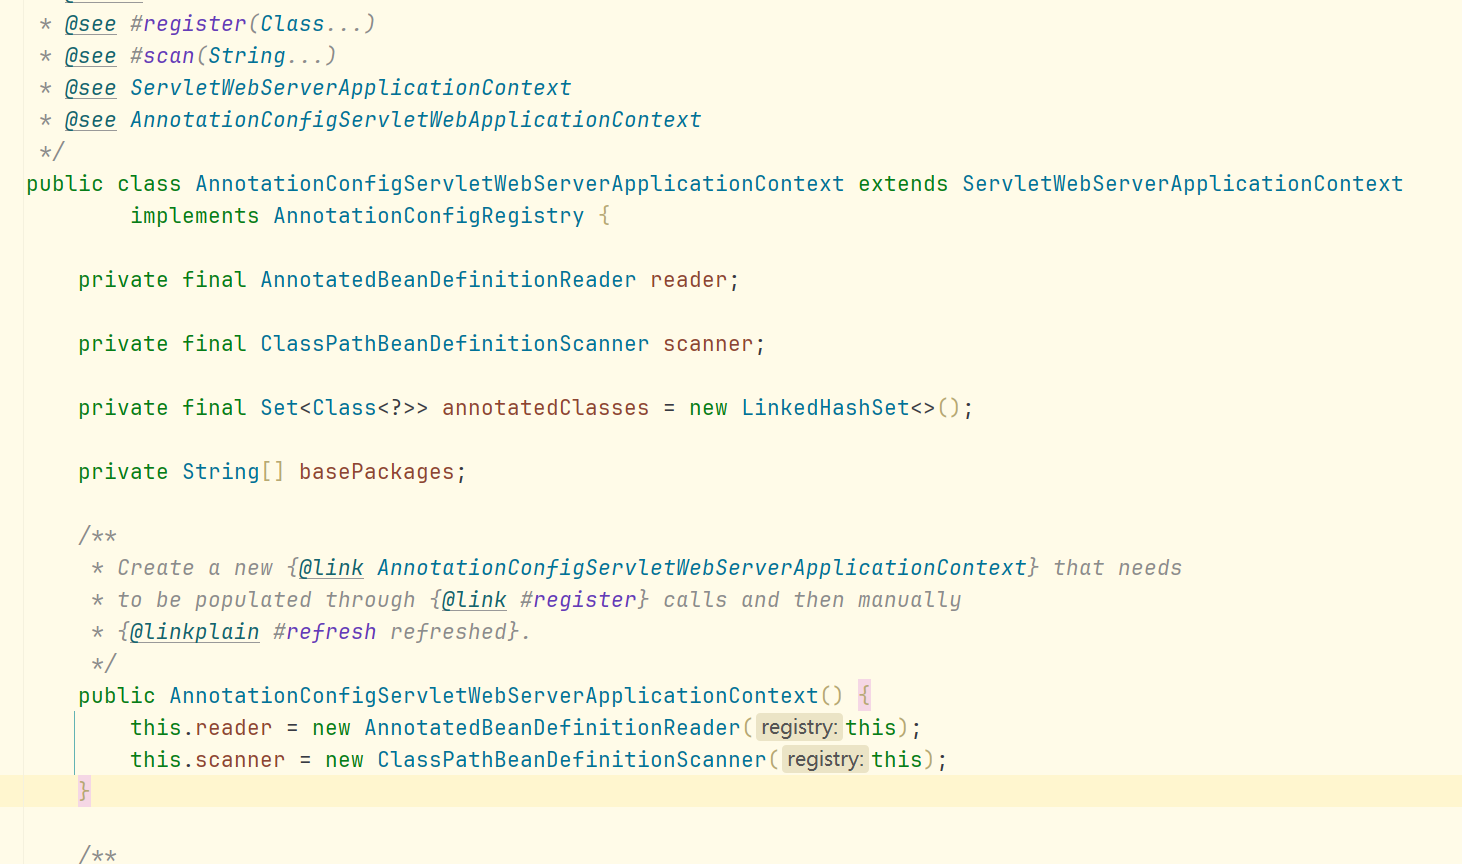 * @see #register(Class...)
* @see #scan(String...)
* @see ServletWebServerApplicationContext
* @see AnnotationConfigServletWebApplicationContext
*/
public class AnnotationConfigServletWebServerApplicationContext extends ServletWebServerApplicationContext
implements AnnotationConfigRegistry {
private final AnnotatedBeanDefinitionReader reader;
private final ClassPathBeanDefinitionScanner scanner;
private final Set<Class<?>> annotatedClasses = new LinkedHashSet<>();
private String[] basePackages;
/**
* Create a new {@link AnnotationConfigServletWebServerApplicationContext} that needs
* to be populated through {@link #register} calls and then manually
* {@linkplain #refresh refreshed}.
*/
public AnnotationConfigServletWebServerApplicationContext() {
this.reader = new AnnotatedBeanDefinitionReader( registry: this);
this.scanner = new ClassPathBeanDefinitionScanner( registry: this);
}
/**